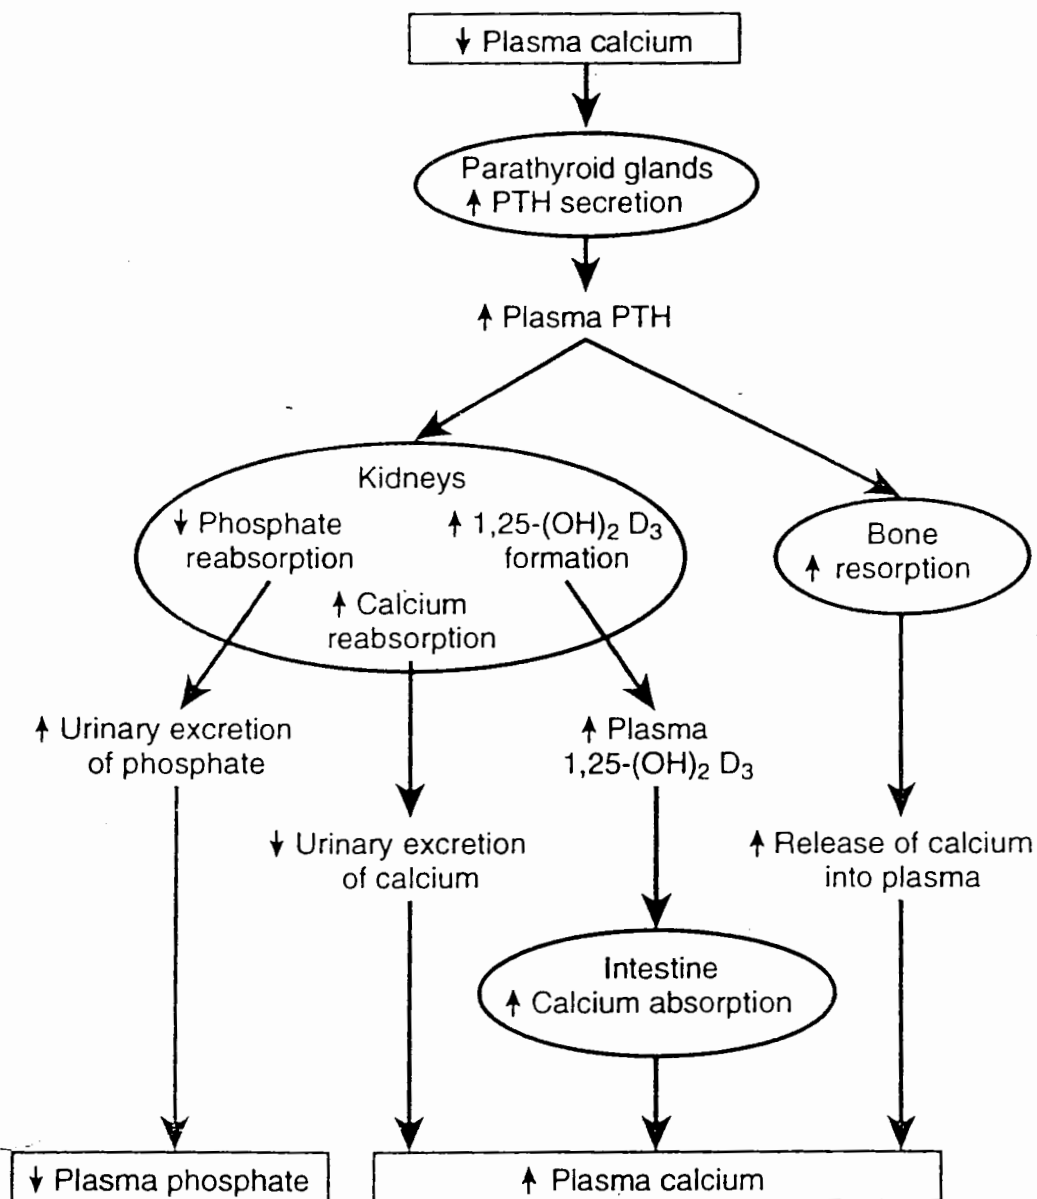 ↓ Plasma calcium
Parathyroid glands
↑ PTH secretion
↑ Plasma PTH
Kidneys
↓ Phosphate
reabsorption
↑ 1,25-(OH)₂ D₃
formation
↑ Calcium
reabsorption
Bone
↑ resorption
↑ Urinary excretion
of phosphate
↑ Plasma
1,25-(OH)₂ D₃
↓ Urinary excretion
of calcium
↑ Release of calcium
into plasma
Intestine
↑ Calcium absorption
↓ Plasma phosphate
↑ Plasma calcium